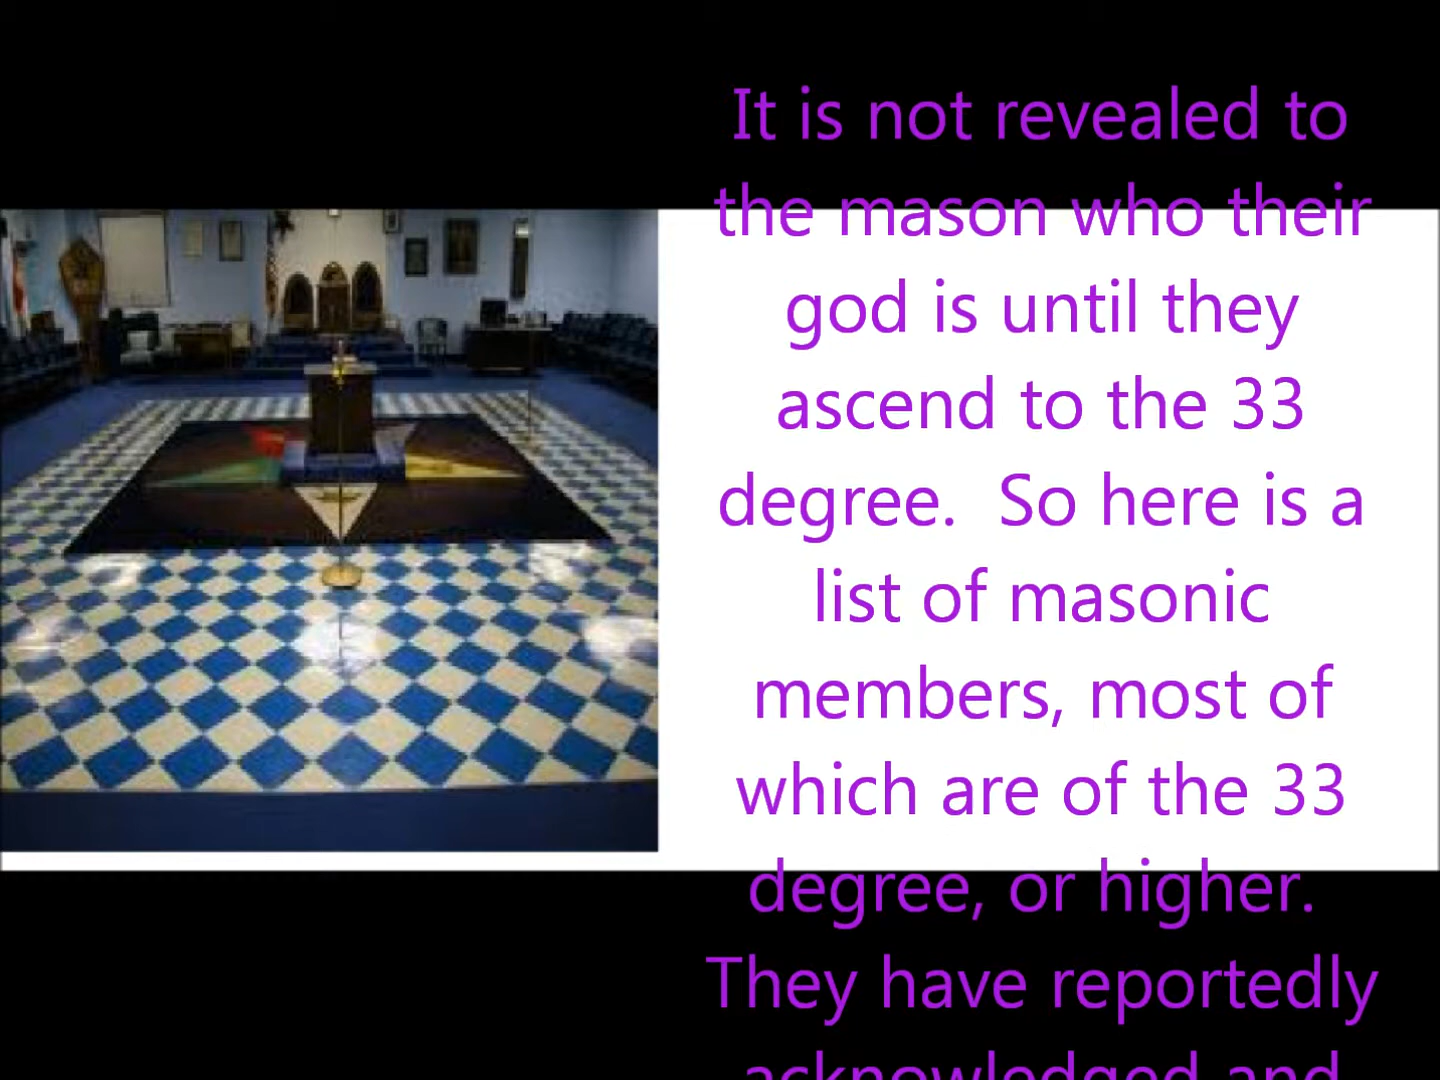 It is not revealed to
the mason who their
god is until they
ascend to the 33
degree.  So here is a
list of masonic
members, most of
which are of the 33
degree, or higher.
They have reportedly
acknowledged and